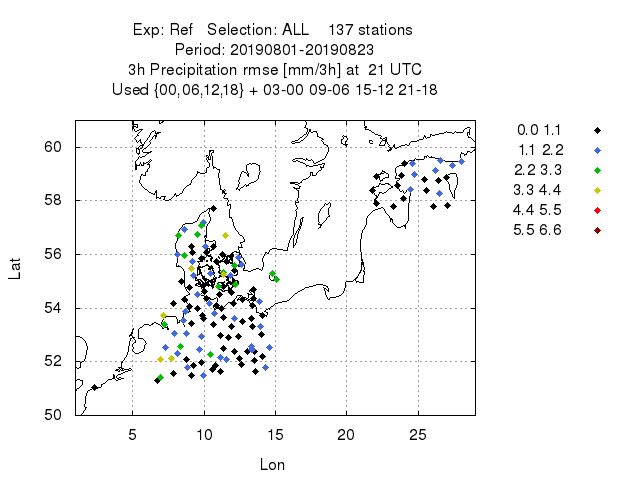 Exp: Ref   Selection: ALL    137 stations
Period: 20190801-20190823
3h Precipitation rmse [mm/3h] at  21 UTC
Used {00,06,12,18} + 03-00 09-06 15-12 21-18
0.0 1.1
1.1 2.2
2.2 3.3
3.3 4.4
4.4 5.5
5.5 6.6
60
58
56
54
52
50
Lat
5 10 15 20 25
Lon